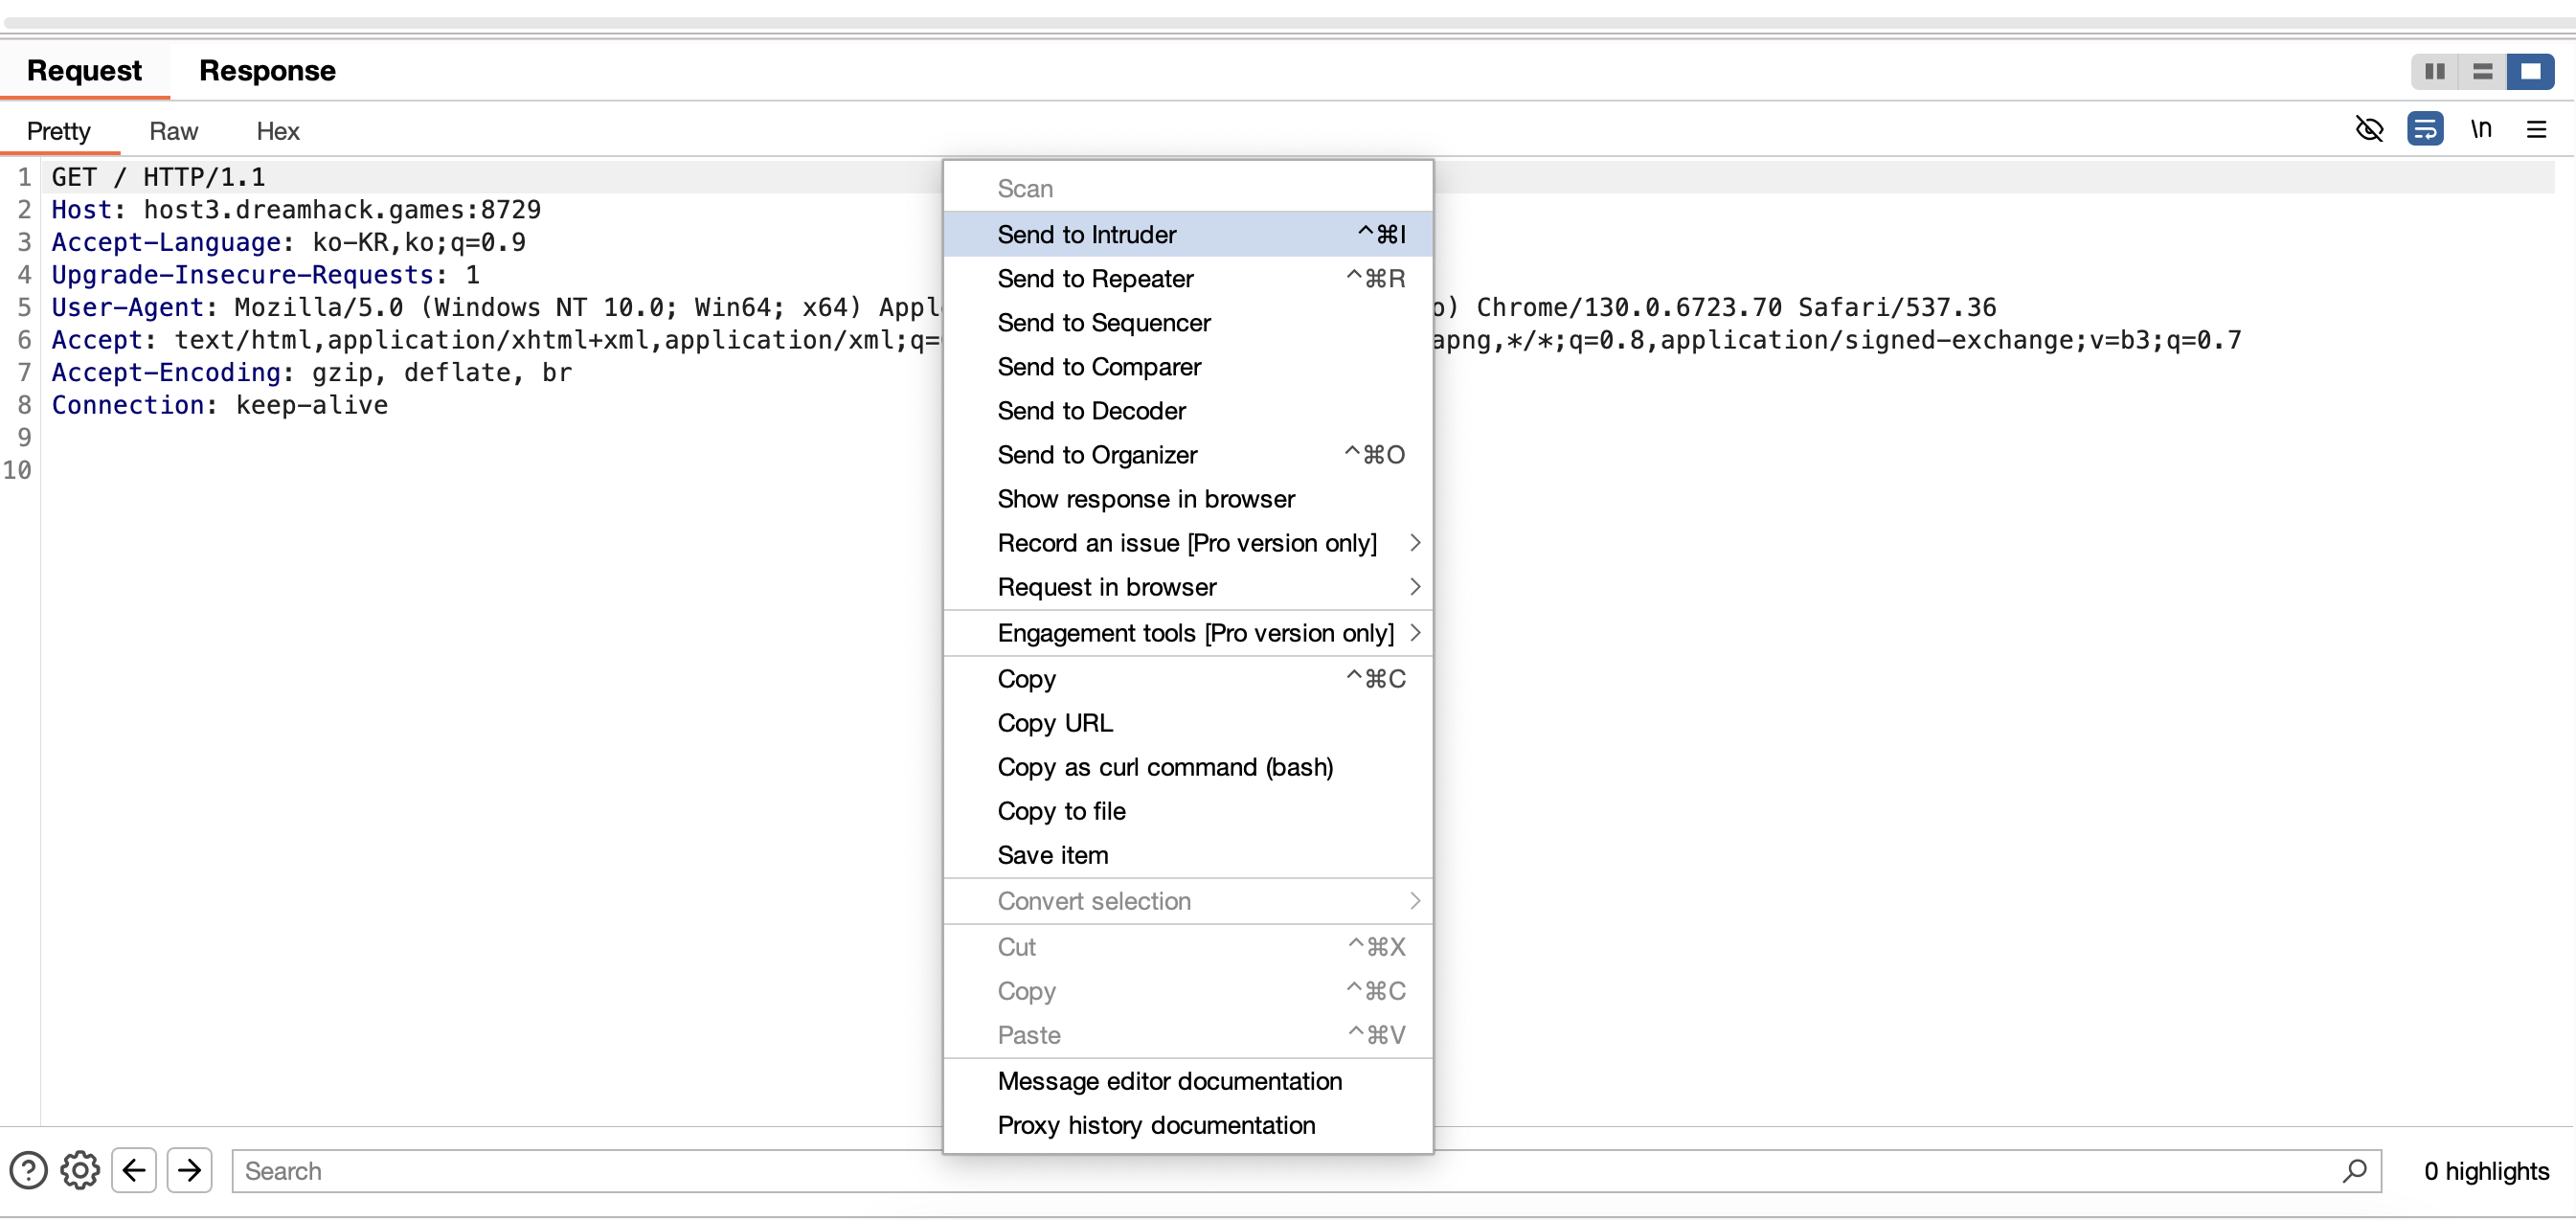 Request Response
Pretty Raw Hex \n
1 GET / HTTP/1.1
2 Host: host3.dreamhack.games:8729
3 Accept-Language: ko-KR,ko;q=0.9
4 Upgrade-Insecure-Requests: 1
5 User-Agent: Mozilla/5.0 (Windows NT 10.0; Win64; x64) Appl ) Chrome/130.0.6723.70 Safari/537.36
6 Accept: text/html,application/xhtml+xml,application/xml;q= apng,*/*;q=0.8,application/signed-exchange;v=b3;q=0.7
7 Accept-Encoding: gzip, deflate, br
8 Connection: keep-alive
9
10
Scan
Send to Intruder ^⌘I
Send to Repeater ^⌘R
Send to Sequencer
Send to Comparer
Send to Decoder
Send to Organizer ^⌘O
Show response in browser
Record an issue [Pro version only]
Request in browser
Engagement tools [Pro version only]
Copy ^⌘C
Copy URL
Copy as curl command (bash)
Copy to file
Save item
Convert selection
Cut ^⌘X
Copy ^⌘C
Paste ^⌘V
Message editor documentation
Proxy history documentation
Search 0 highlights